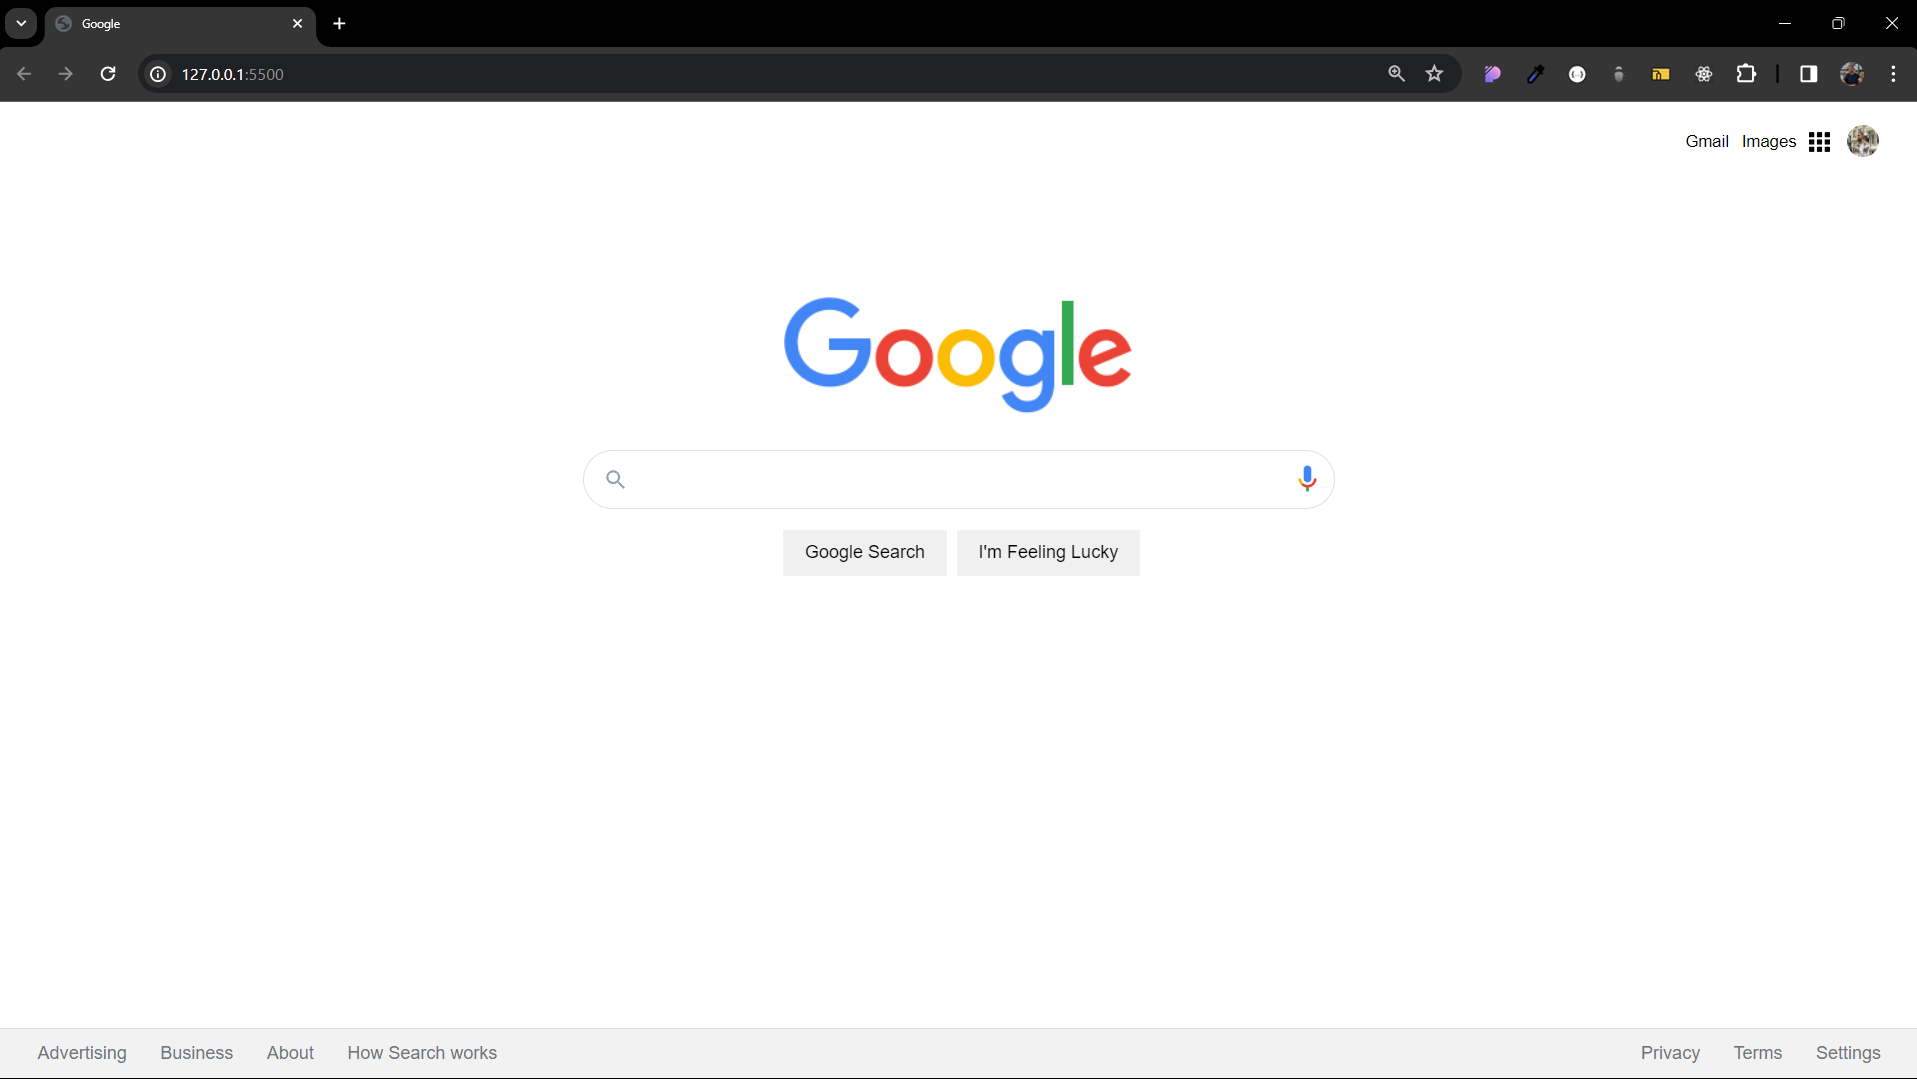 Google
127.0.0.1:5500
Gmail Images
Google
Google Search I'm Feeling Lucky
Advertising Business About How Search works Privacy Terms Settings